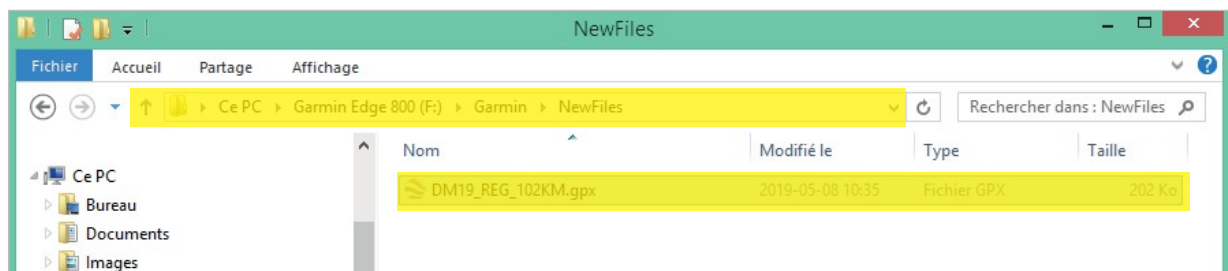 NewFiles
Fichier Accueil Partage Affichage
Ce PC Garmin Edge 800 (F:) Garmin NewFiles Rechercher dans : NewFiles
Nom Modifié le Type Taille
Ce PC
DM19_REG_102KM.gpx 2019-05-08 10:35 Fichier GPX 202 Ko
Bureau
Documents
Images